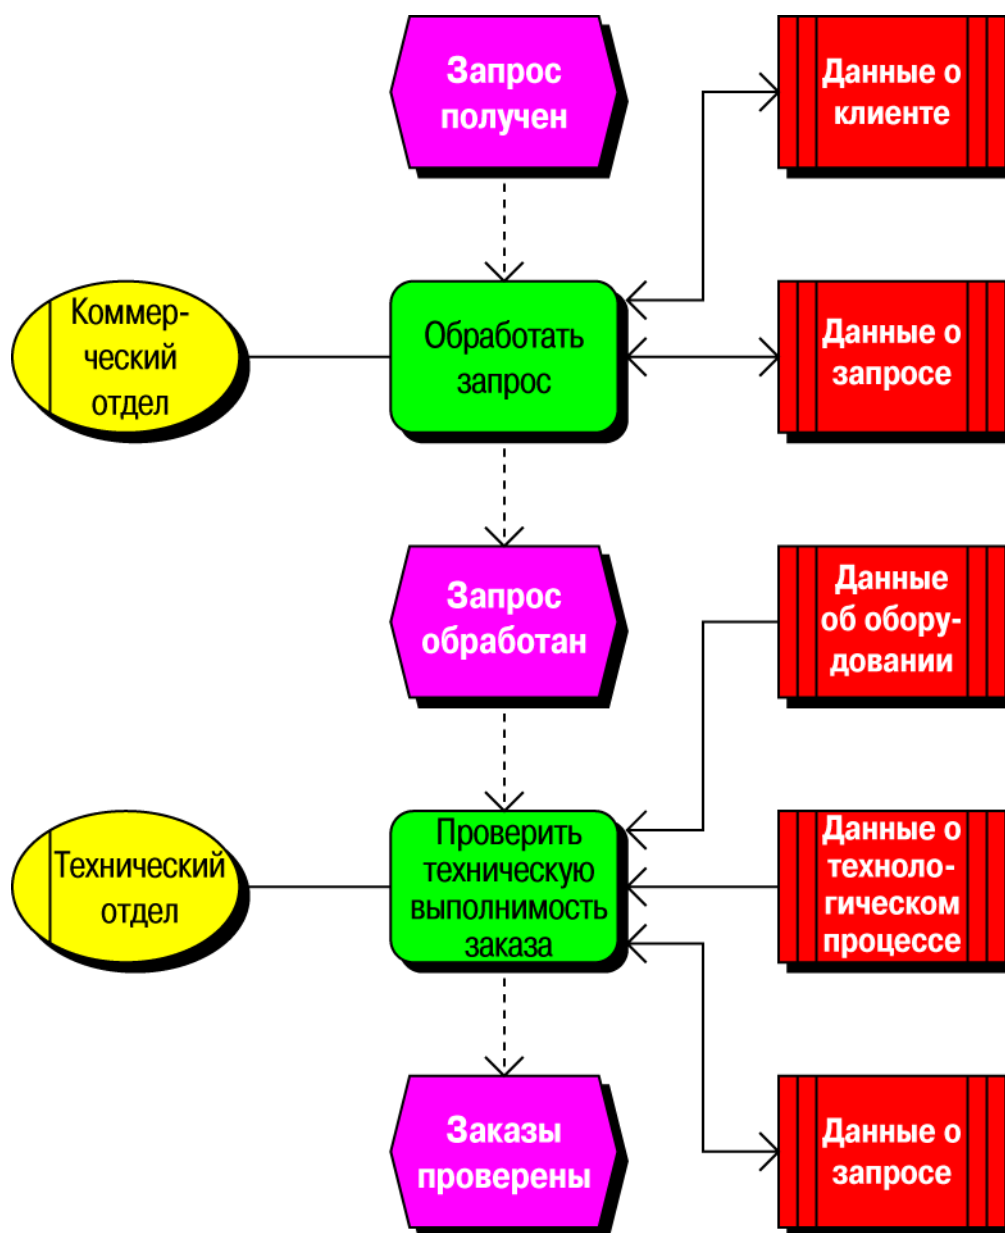 Запрос
получен
Данные о
клиенте
Коммер-
ческий
отдел
Обработать
запрос
Данные о
запросе
Запрос
обработан
Данные
об обору-
довании
Технический
отдел
Проверить
техническую
выполнимость
заказа
Данные о
техноло-
гическом
процессе
Заказы
проверены
Данные о
запросе